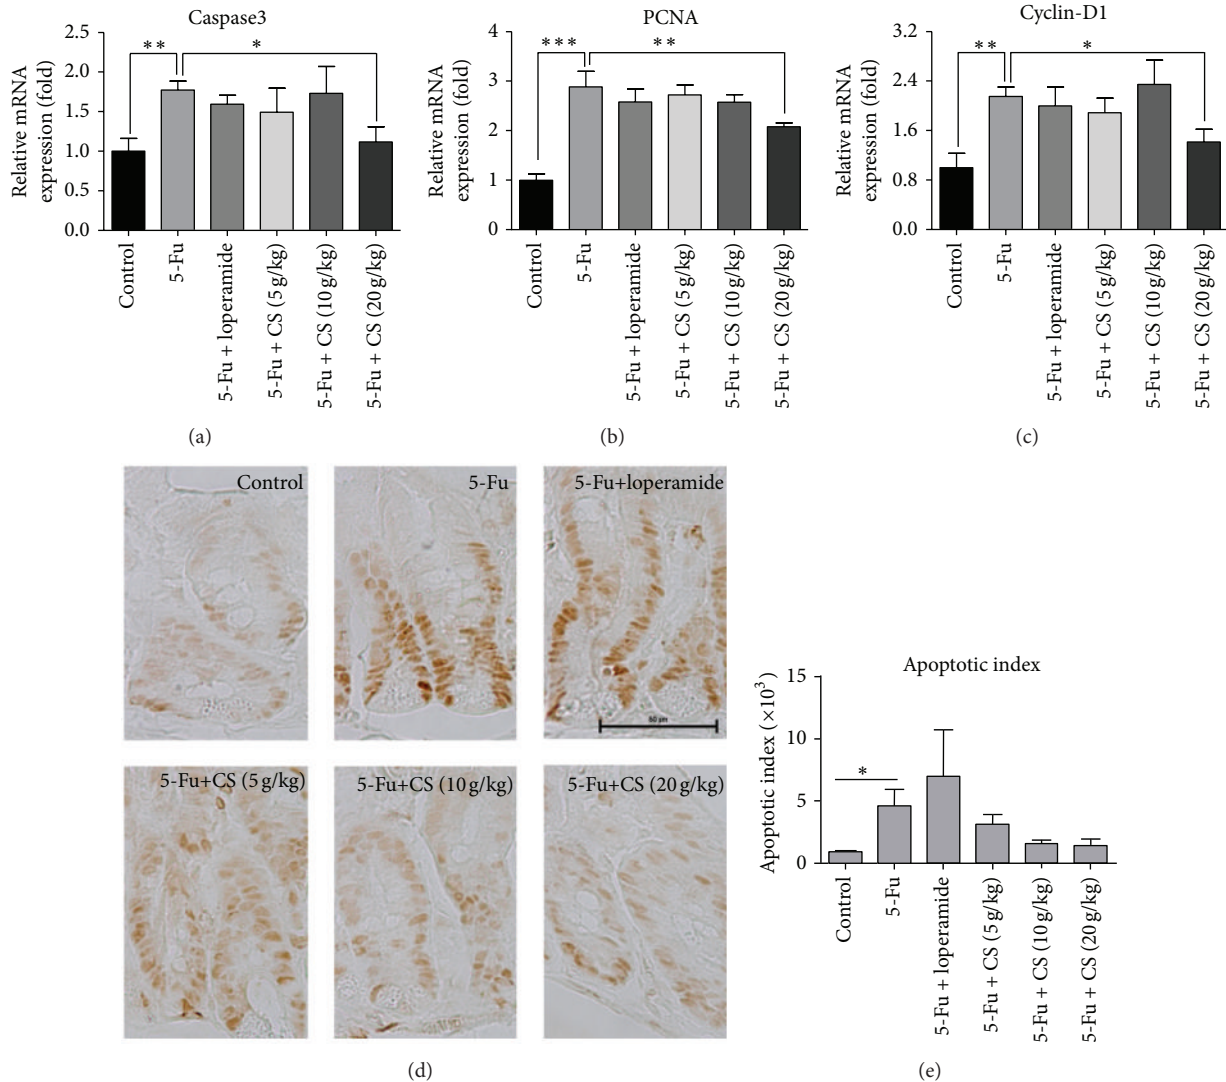 Caspase3
Relative mRNA
expression (fold)
2.5
2.0
1.5
1.0
0.5
0.0
**
*
Control
5-Fu
5-Fu + loperamide
5-Fu + CS (5 g/kg)
5-Fu + CS (10 g/kg)
5-Fu + CS (20 g/kg)
(a)
PCNA
Relative mRNA
expression (fold)
4
3
2
1
0
***
**
Control
5-Fu
5-Fu + loperamide
5-Fu + CS (5 g/kg)
5-Fu + CS (10 g/kg)
5-Fu + CS (20 g/kg)
(b)
Cyclin-D1
Relative mRNA
expression (fold)
3.2
2.4
1.6
0.8
0.0
**
*
Control
5-Fu
5-Fu + loperamide
5-Fu + CS (5 g/kg)
5-Fu + CS (10 g/kg)
5-Fu + CS (20 g/kg)
(c)
Control
5-Fu
5-Fu+loperamide
50 µm
5-Fu+CS (5 g/kg)
5-Fu+CS (10 g/kg)
5-Fu+CS (20 g/kg)
(d)
Apoptotic index
Apoptotic index (×10³)
15
10
5
0
*
Control
5-Fu
5-Fu + loperamide
5-Fu + CS (5 g/kg)
5-Fu + CS (10 g/kg)
5-Fu + CS (20 g/kg)
(e)